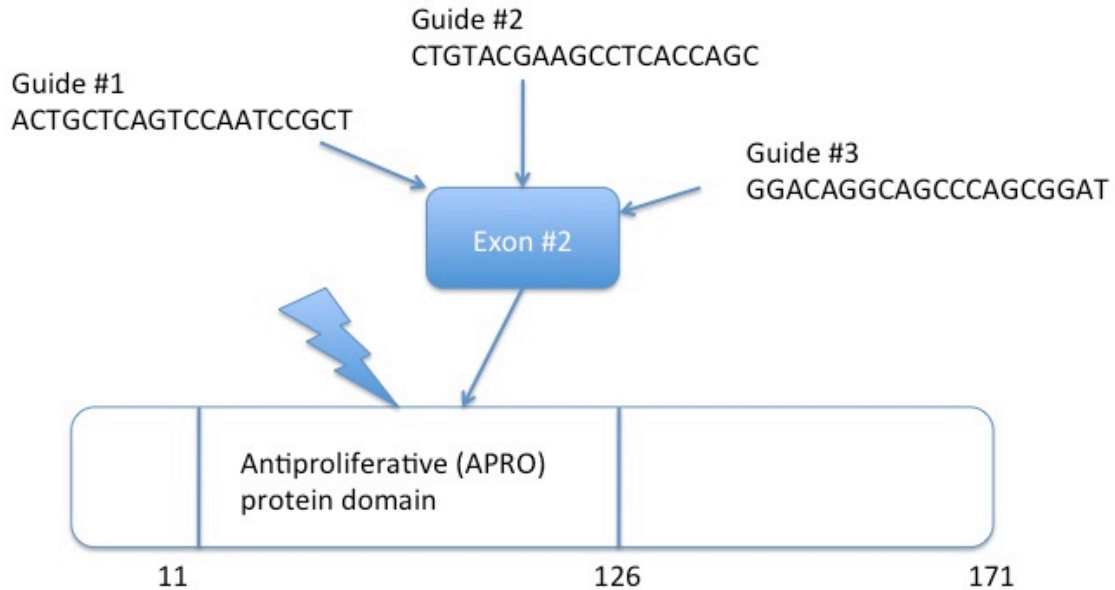 Guide #2
CTGTACGAAGCCTCACCAGC
Guide #1
ACTGCTCAGTCCAATCCGCT
Guide #3
GGACAGGCAGCCCAGCGGAT
Exon #2
Antiproliferative (APRO)
protein domain
11
126
171